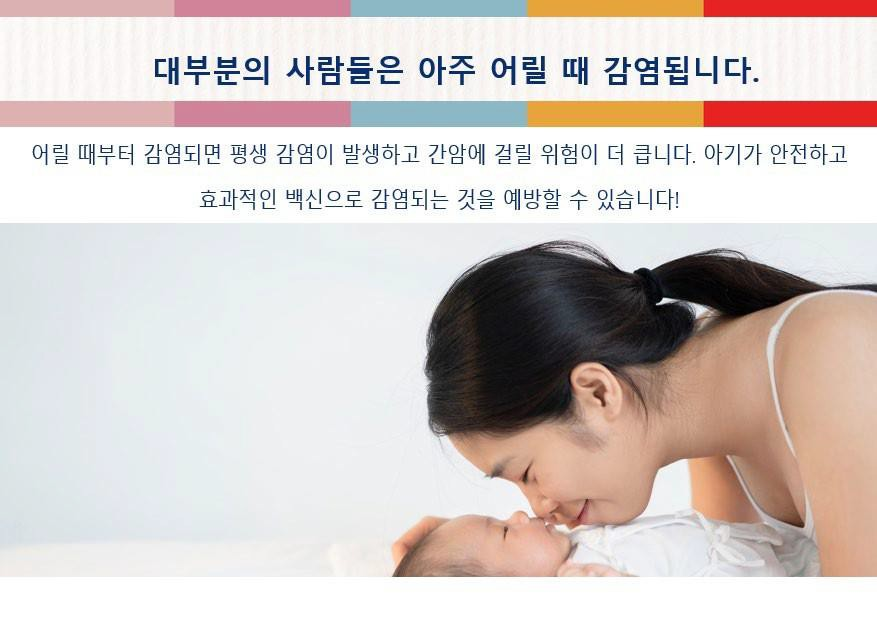 대부분의 사람들은 아주 어릴 때 감염됩니다.
어릴 때부터 감염되면 평생 감염이 발생하고 간암에 걸릴 위험이 더 큽니다. 아기가 안전하고
효과적인 백신으로 감염되는 것을 예방할 수 있습니다!